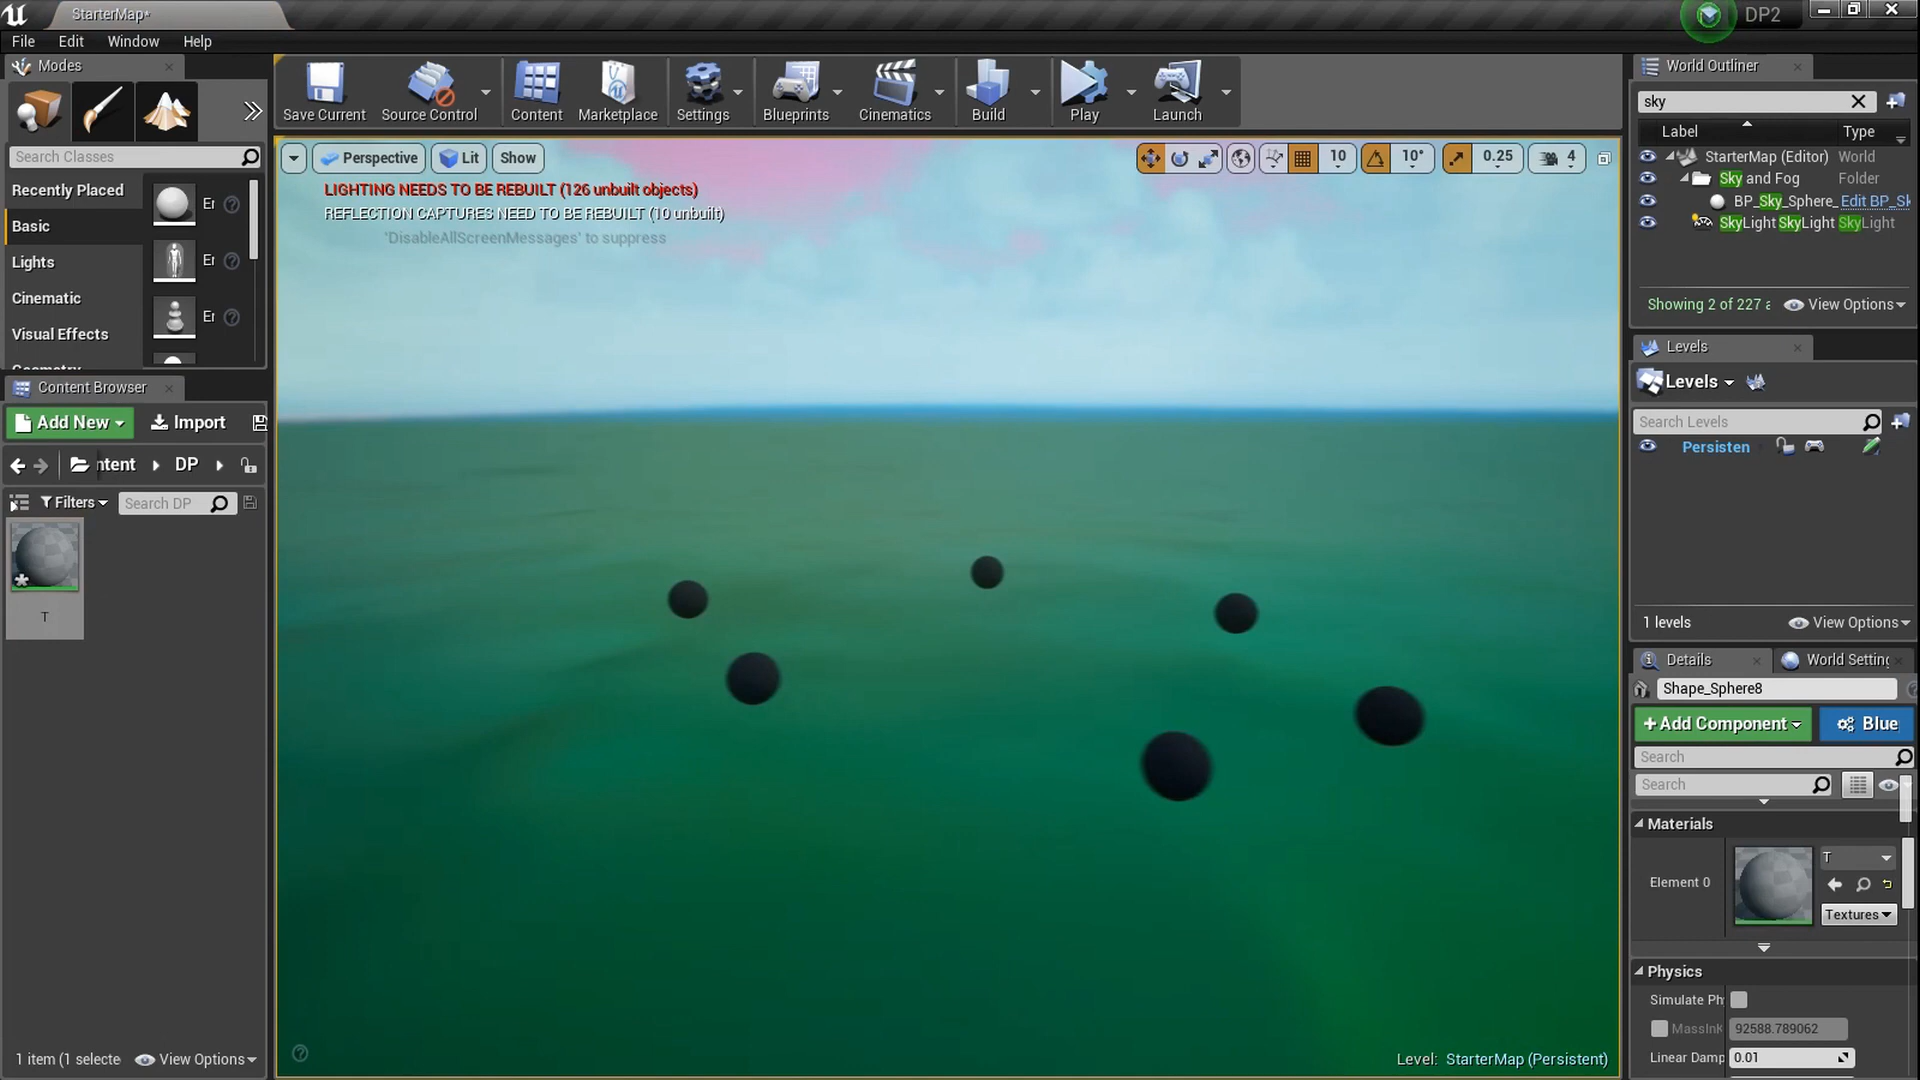 StarterMap*
DP2
File Edit Window Help
Modes
Search Classes
Recently Placed
Basic
Lights
Cinematic
Visual Effects
Er
Er
Er
Save Current
Source Control
Content
Marketplace
Settings
Blueprints
Cinematics
Build
Play
Launch
Perspective
Lit
Show
10
10°
0.25
4
LIGHTING NEEDS TO BE REBUILT (126 unbuilt objects)
REFLECTION CAPTURES NEED TO BE REBUILT (10 unbuilt)
'DisableAllScreenMessages' to suppress
Level: StarterMap (Persistent)
Content Browser
Add New
Import
ntent
DP
Filters
Search DP
T
1 item (1 selecte
View Options
World Outliner
sky
Label
Type
StarterMap (Editor) World
Sky and Fog Folder
BP_Sky_Sphere_ Edit BP_Sk
SkyLight SkyLight SkyLight
Showing 2 of 227 a
View Options
Levels
Levels
Search Levels
Persisten
1 levels
View Options
Details
World Setting
Shape_Sphere8
+Add Component
Blue
Search
Search
Materials
Element 0
T
Textures
Physics
Simulate Ph
MassInK
92588.789062
Linear Damp
0.01